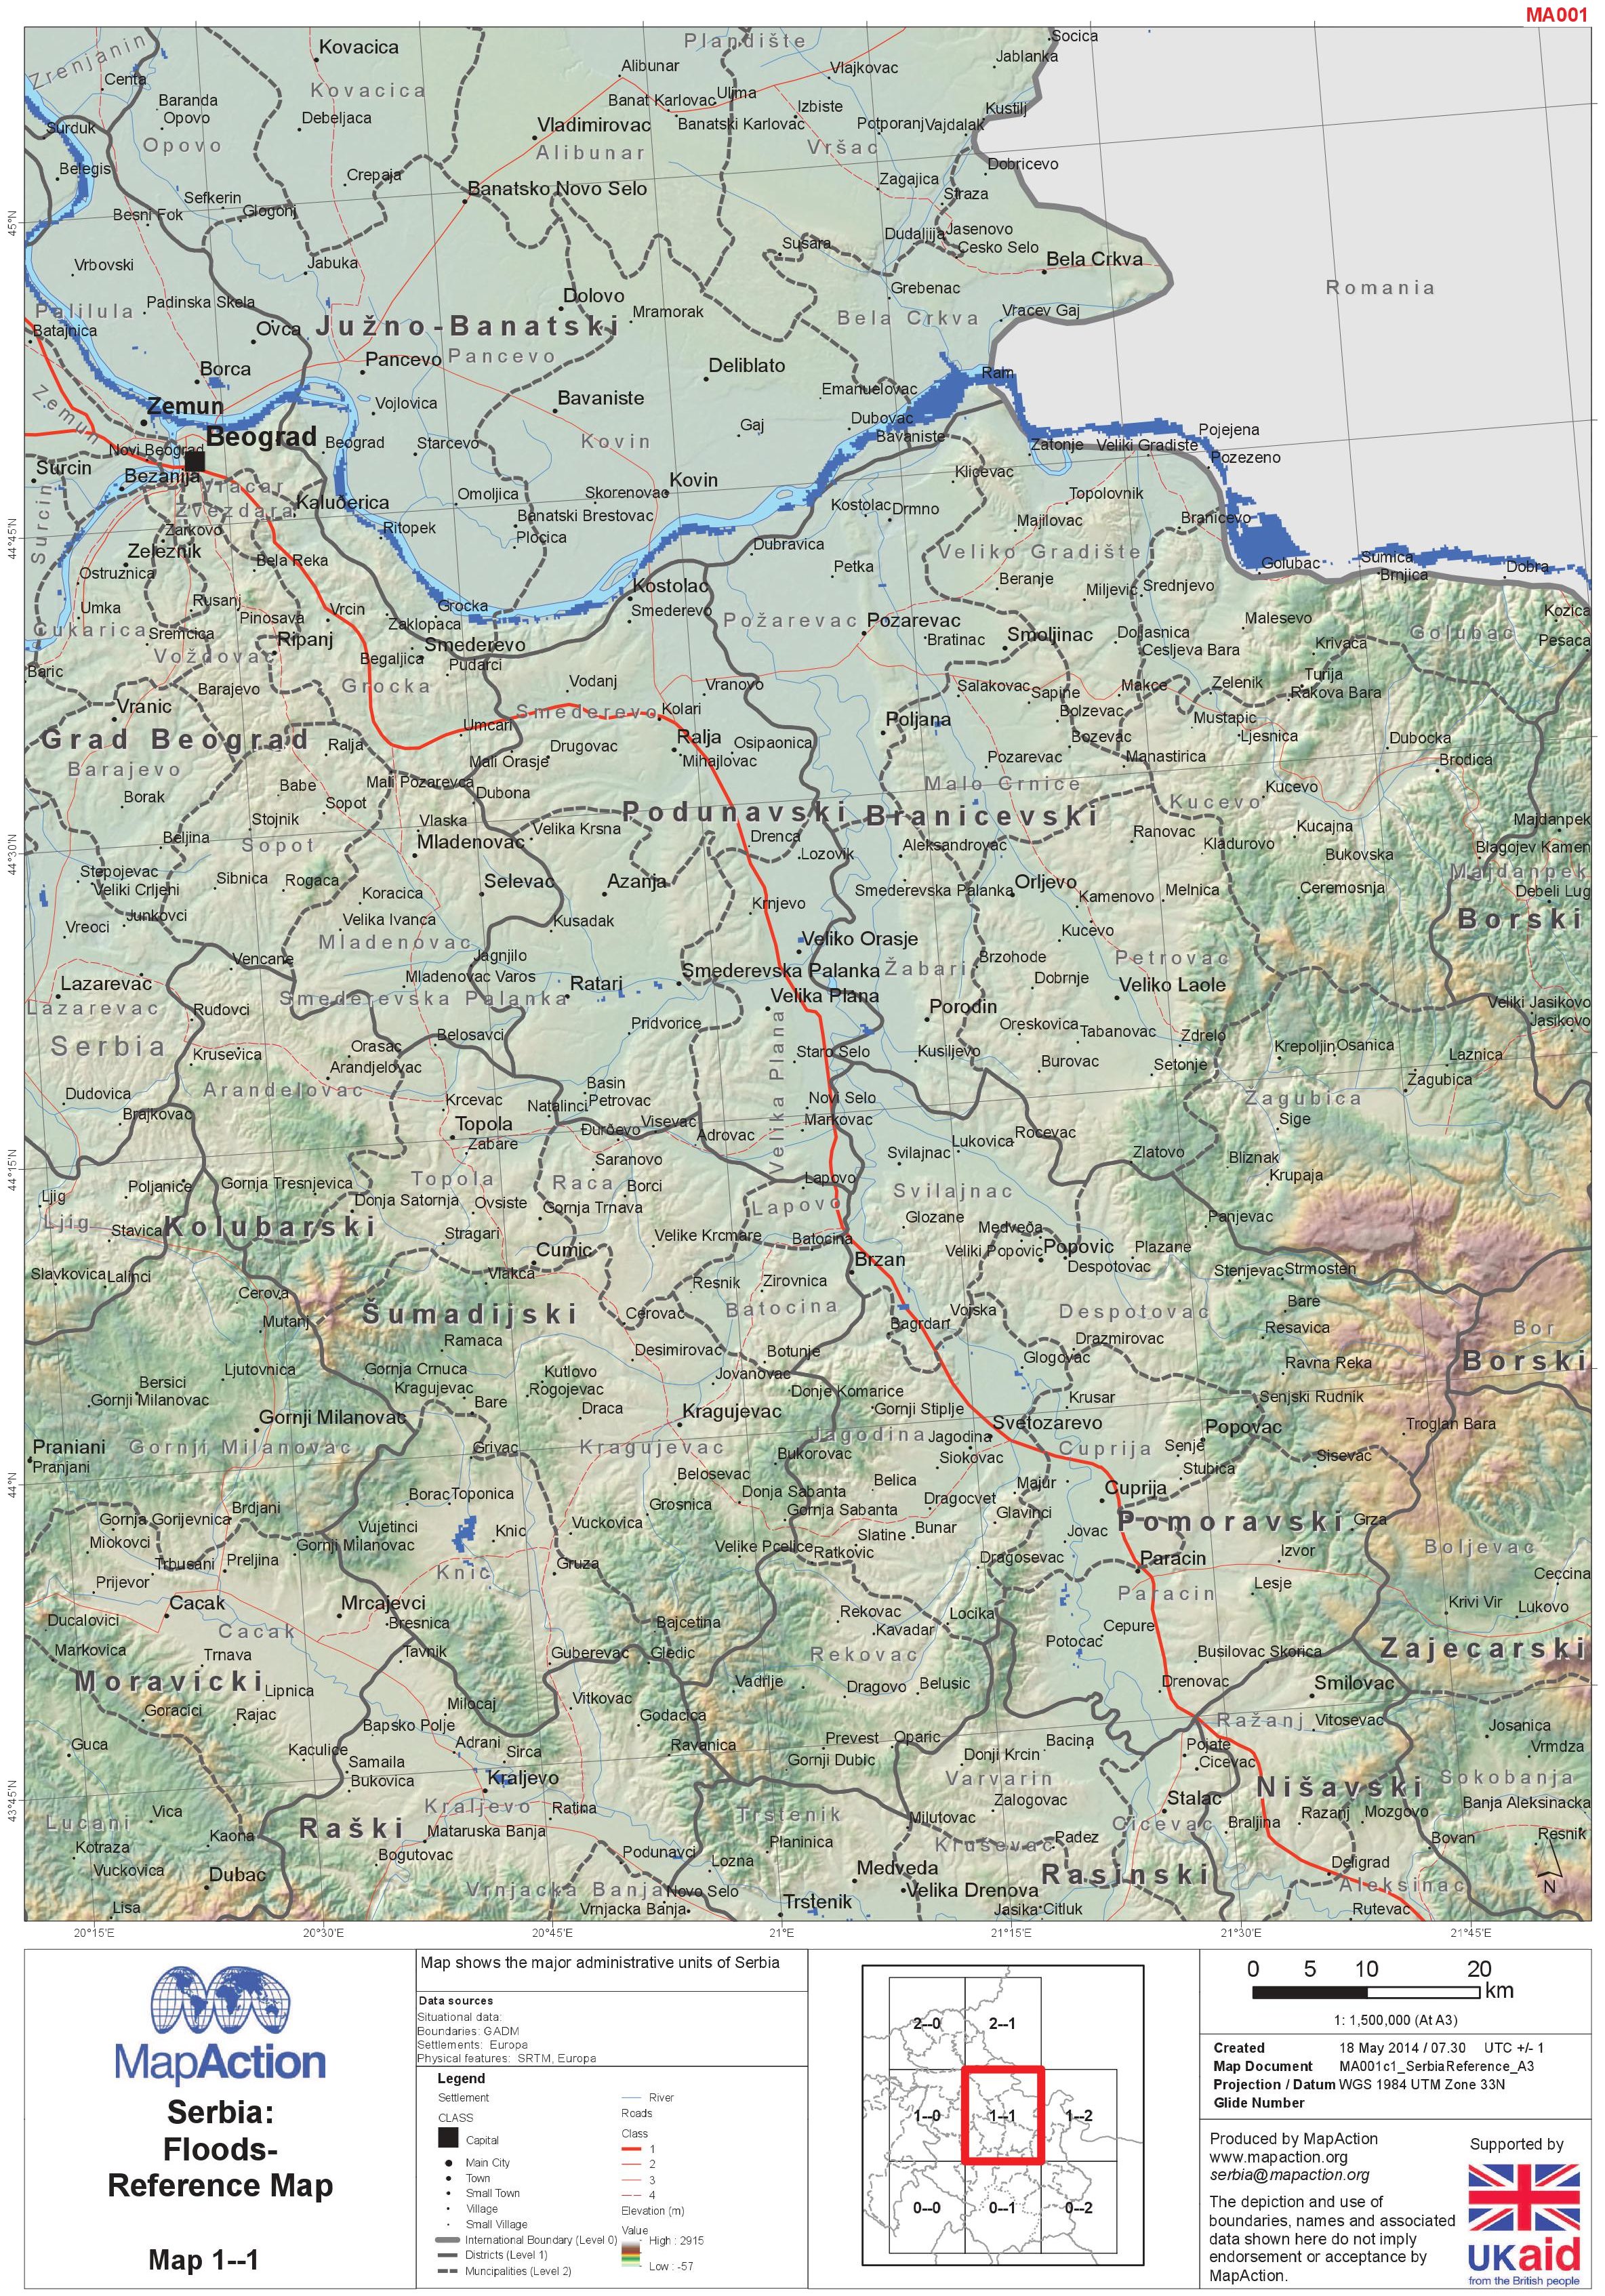 MA001
Zrenjanin
Kovacica
Plandište
Socica
Jablanka
Centa
Kovacica
Alibunar
Vlajkovac
Baranda
Opovo
Debeljaca
Banat Karlovac
Uljma
Izbiste
Kustilj
Surduk
Opovo
Vladimirovac
Banatski Karlovac
Potporanj
Vajdalak
Alibunar
Vršac
Belegis
Crepaja
Dobricevo
Sefkerin
Banatsko Novo Selo
Zagajica
Straza
Besni Fok
Glogonj
45°N
Susara
Dudaljija
Jasenovo
Cesko Selo
Vrbovski
Jabuka
Bela Crkva
Romania
Padinska Skela
Dolovo
Grebenac
Palilula
Mramorak
Bela Crkva
Vracev Gaj
Batajnica
Ovca
Južno-Banatski
Pancevo
Pancevo
Borca
Deliblato
Ram
Zemun
Zemun
Vojlovica
Bavaniste
Emanuelovac
Beograd
Gaj
Dubovac
Bavaniste
Pojejena
Novi Beograd
Beograd
Starcevo
Kovin
Zatonje
Veliki Gradiste
Pozezeno
Surcin
Bezanija
Klicevac
Vracar
Kovin
Surcin
Zvezdara
Kaluđerica
Omoljica
Skorenovac
Kostolac
Drmno
Topolovnik
Zarkovo
Ritopek
Banatski Brestovac
Majilovac
Branicevo
44°45'N
Zeleznik
Plocica
Dubravica
Veliko Gradište
Bela Reka
Golubac
Sumica
Brnjica
Dobra
Ostruznica
Petka
Beranje
Miljevic
Srednjevo
Umka
Rusanj
Vrcin
Grocka
Kostolac
Smederevo
Kozica
Cukarica
Sremcica
Pinosava
Zaklopaca
Požarevac
Pozarevac
Malesevo
Golubac
Ripanj
Smederevo
Bratinac
Smoljinac
Doljasnica
Cesljeva Bara
Krivaca
Pesaca
Voždovac
Begaljica
Pudarci
Baric
Barajevo
Grocka
Vodanj
Vranovo
Salakovac
Sapine
Makce
Zelenik
Turija
Rakova Bara
Vranic
Smederevo
Kolari
Poljana
Bolzevac
Mustapic
Umcari
Ljesnica
Grad Beograd
Ralja
Drugovac
Ralja
Osipaonica
Bozevac
Dubocka
Barajevo
Mali Orasje
Mihajlovac
Pozarevac
Manastirica
Brodica
Babe
Mali Pozarevca
Malo Crnice
Borak
Sopot
Dubona
Kucevo
Kucevo
Stojnik
Vlaska
Podunavski
Branicevski
Majdanpek
Beljina
Velika Krsna
Drenca
Ranovac
Kucajna
44°30'N
Sopot
Mladenovac
Lozovik
Aleksandrovac
Kladurovo
Bukovska
Blagojev Kamen
Stepojevac
Majdanpek
Veliki Crljeni
Sibnica
Rogaca
Koracica
Selevac
Azanja
Smederevska Palanka
Orljevo
Kamenovo
Melnica
Ceremosnja
Debeli Lug
Vreoci
Junkovci
Velika Ivanca
Kusadak
Krnjevo
Borski
Mladenovac
Veliko Orasje
Kucevo
Vencane
Jagnjilo
Brzohode
Petrovac
Lazarevac
Mladenovac Varos
Ratari
Smederevska Palanka
Žabari
Dobrnje
Veliko Laole
Smederevska Palanka
Velika Plana
Lazarevac
Rudovci
Porodin
Veliki Jasikovo
Serbia
Belosavci
Pridvorice
Oreskovica
Tabanovac
Zdrelo
Jasikovo
Krusevica
Orasac
Staro Selo
Kusiljevo
Krepoljin
Osanica
Laznica
Arandjelovac
Burovac
Setonje
Arandelovac
Velika Plana
Zagubica
Dudovica
Basin
Zagubica
Brajkovac
Krcevac
Natalinci
Petrovac
Novi Selo
Sige
Topola
Đurđevo
Visevac
Adrovac
Markovac
Rocevac
Zabare
Lukovica
44°15'N
Saranovo
Svilajnac
Zlatovo
Bliznak
Poljanice
Gornja Tresnjevica
Topola
Raca
Borci
Lapovo
Krupaja
Ljig
Donja Satornja
Ovsiste
Gornja Trnava
Svilajnac
Ljig
Stavica
Kolubarski
Stragari
Velike Krcmare
Lapovo
Glozane
Medveđa
Panjevac
Cumic
Batocina
Veliki Popovic
Popovic
Plazane
Slavkovica
Lalinci
Vlakca
Brzan
Despotovac
Stenjevac
Strmosten
Cerova
Resnik
Zirovnica
Šumadijski
Cerovac
Batocina
Vojska
Despotovac
Bare
Mutanj
Bagrdan
Resavica
Bor
Ramaca
Drazmirovac
Desimirovac
Botunje
Glogovac
Ravna Reka
Borski
Ljutovnica
Gornja Crnuca
Kutlovo
Jovanovac
Bersici
Kragujevac
Rogojevac
Donje Komarice
Krusar
Senjski Rudnik
Gornji Milanovac
Bare
Draca
Gornji Stiplje
Gornji Milanovac
Kragujevac
Svetozarevo
Popovac
Troglan Bara
Praniani
Gornji Milanovac
Grivac
Kragujevac
Jagodina
Jagodina
Cuprija
Senje
Pranjani
Bukorovac
Siokovac
Stubica
Sisevac
44°N
Belosevac
Belica
Majur
Borac
Toponica
Donja Sabanta
Cuprija
Brdjani
Grosnica
Gornja Sabanta
Dragocvet
Glavinci
Gornja Gorijevnica
Vujetinci
Knic
Vuckovica
Bunar
Pomoravski
Grza
Miokovci
Gornji Milanovac
Velike Pcelice
Slatine
Jovac
Trbusani
Preljina
Ratkovic
Dragosevac
Paracin
Izvor
Boljevac
Prijevor
Knic
Gruza
Ceccina
Paracin
Lesje
Cacak
Mrcajevci
Krivi Vir
Ducalovici
Bresnica
Bajcetina
Rekovac
Locika
Lukovo
Cacak
Kavadar
Cepure
Markovica
Trnava
Tavnik
Guberevac
Gledic
Rekovac
Potocac
Busilovac
Skorica
Zajecarski
Moravicki
Lipnica
Vadrlje
Dragovo
Belusic
Drenovac
Smilovac
Goracici
Milocaj
Vitkovac
Rajac
Bapsko Polje
Godacica
Ražanj
Vitosevac
Guca
Kaculice
Adrani
Prevest
Oparic
Bacina
Josanica
Samaila
Sirca
Ravanica
Gornji Dubic
Donji Krcin
Pojate
Vrmdza
Bukovica
Kraljevo
Varvarin
Cicevac
Nišavski
Sokobanja
43°45'N
Vica
Kraljevo
Ratina
Trstenik
Zalogovac
Stalac
Lucani
Raški
Milutovac
Razanj
Mozgovo
Banja Aleksinacka
Kaona
Mataruska Banja
Cicevac
Braljina
Kotraza
Planinica
Kruševac
Padez
Bovan
Resnik
Vuckovica
Bogutovac
Podunavci
Lozna
Medveda
Rasinski
Deligrad
Dubac
Vrnjacka Banja
Novo Selo
Velika Drenova
Aleksinac
N
Lisa
Vrnjacka Banja
Trstenik
Jasika
Citluk
Rutevac
20°15'E
20°30'E
20°45'E
21°E
21°15'E
21°30'E
21°45'E
MapAction
Serbia:
Floods-
Reference Map
Map 1--1
Map shows the major administrative units of Serbia
Data sources
Situational data:
Boundaries: GADM
Settlements: Europa
Physical features: SRTM, Europa
Legend
Settlement
CLASS
Capital
Main City
Town
Small Town
Village
Small Village
International Boundary (Level 0)
Districts (Level 1)
Muncipalities (Level 2)
River
Roads
Class
1
2
3
4
Elevation (m)
Value
High : 2915
Low : -57
2--0
2--1
1--0
1--1
1--2
0--0
0--1
0--2
0 5 10 20
km
1: 1,500,000 (At A3)
Created 18 May 2014 / 07.30 UTC +/- 1
Map Document MA001c1_SerbiaReference_A3
Projection / Datum WGS 1984 UTM Zone 33N
Glide Number
Produced by MapAction
www.mapaction.org
serbia@mapaction.org
The depiction and use of
boundaries, names and associated
data shown here do not imply
endorsement or acceptance by
MapAction.
Supported by
UKaid
from the British people